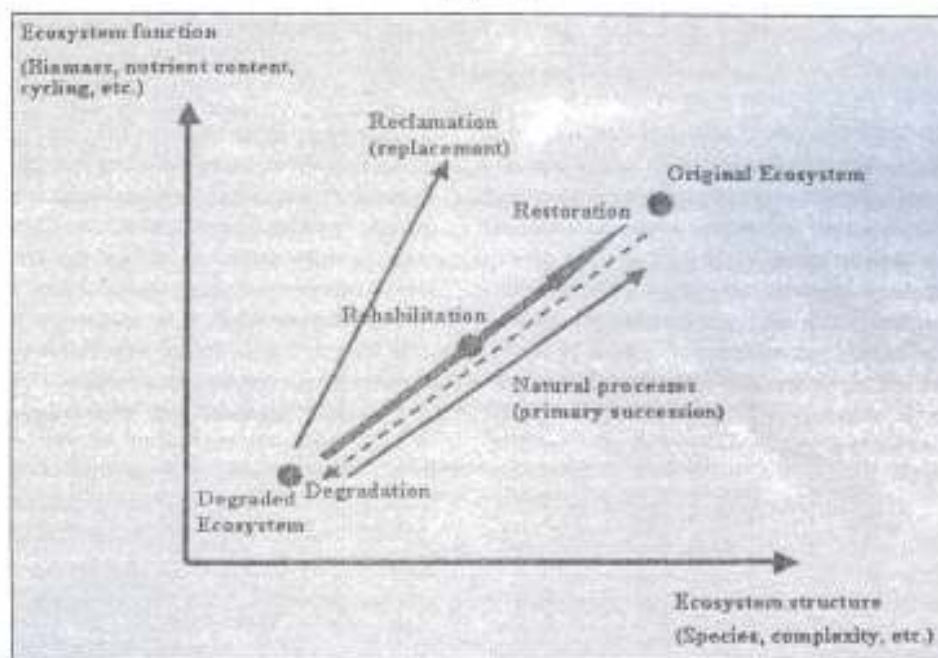 Ecosystem function
(Biomass, nutrient content,
cycling, etc.)
Reclamation
(replacement)
Original Ecosystem
Restoration
Rehabilitation
Natural processes
(primary succession)
Degradation
Degraded
Ecosystem
Ecosystem structure
(Species, complexity, etc.)